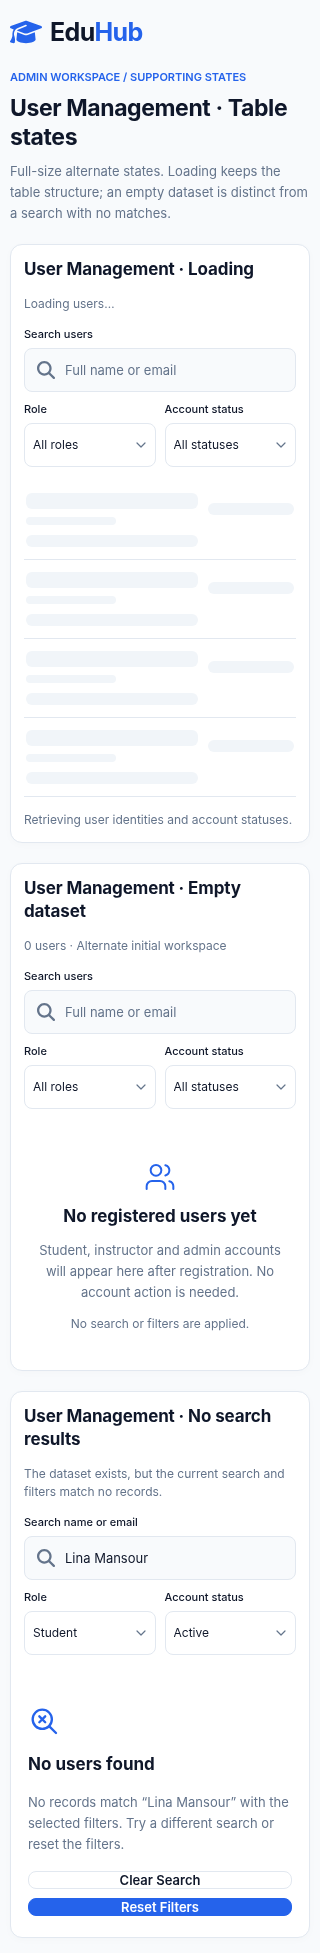 EduHub
ADMIN WORKSPACE / SUPPORTING STATES
User Management · Table
states
Full-size alternate states. Loading keeps the
table structure; an empty dataset is distinct from
a search with no matches.
User Management · Loading
Loading users...
Search users
Full name or email
Role Account status
All roles All statuses
Retrieving user identities and account statuses.
User Management · Empty
dataset
0 users · Alternate initial workspace
Search users
Full name or email
Role Account status
All roles All statuses
No registered users yet
Student, instructor and admin accounts
will appear here after registration. No
account action is needed.
No search or filters are applied.
User Management · No search
results
The dataset exists, but the current search and
filters match no records.
Search name or email
Lina Mansour
Role Account status
Student Active
No users found
No records match “Lina Mansour” with the
selected filters. Try a different search or
reset the filters.
Clear Search
Reset Filters